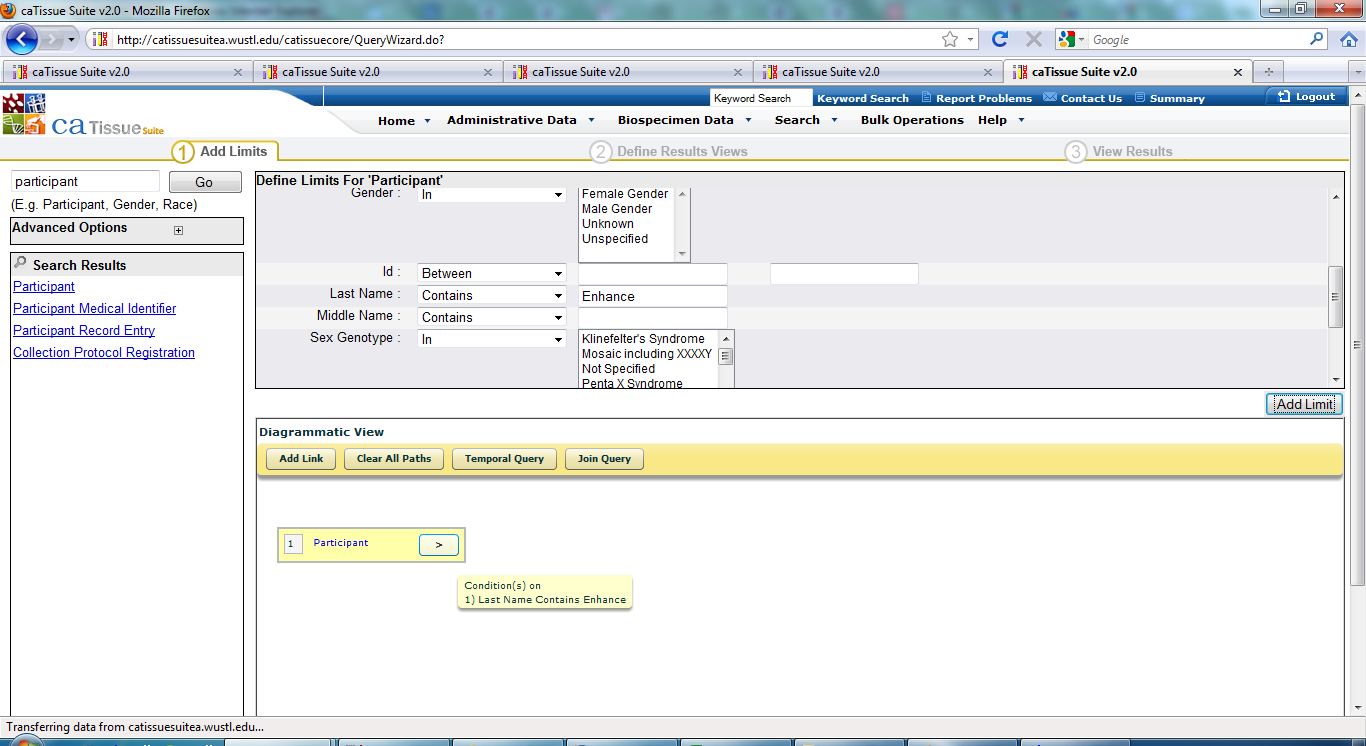 caTissue Suite v2.0 - Mozilla Firefox
http://catissuesuitea.wustl.edu/catissuecore/QueryWizard.do?
Google
caTissue Suite v2.0
caTissue Suite v2.0
caTissue Suite v2.0
caTissue Suite v2.0
caTissue Suite v2.0
Keyword Search
Keyword Search
Report Problems
Contact Us
Summary
Logout
ca Tissue Suite
Home
Administrative Data
Biospecimen Data
Search
Bulk Operations
Help
1 Add Limits
2 Define Results Views
3 View Results
participant
Go
(E.g. Participant, Gender, Race)
Advanced Options
Search Results
Participant
Participant Medical Identifier
Participant Record Entry
Collection Protocol Registration
Define Limits For 'Participant'
Gender :
In
Female Gender
Male Gender
Unknown
Unspecified
Id :
Between
Last Name :
Contains
Enhance
Middle Name :
Contains
Sex Genotype :
In
Klinefelter's Syndrome
Mosaic including XXXXY
Not Specified
Penta X Syndrome
Add Limit
Diagrammatic View
Add Link
Clear All Paths
Temporal Query
Join Query
1
Participant
>
Condition(s) on
1) Last Name Contains Enhance
Transferring data from catissuesuitea.wustl.edu...